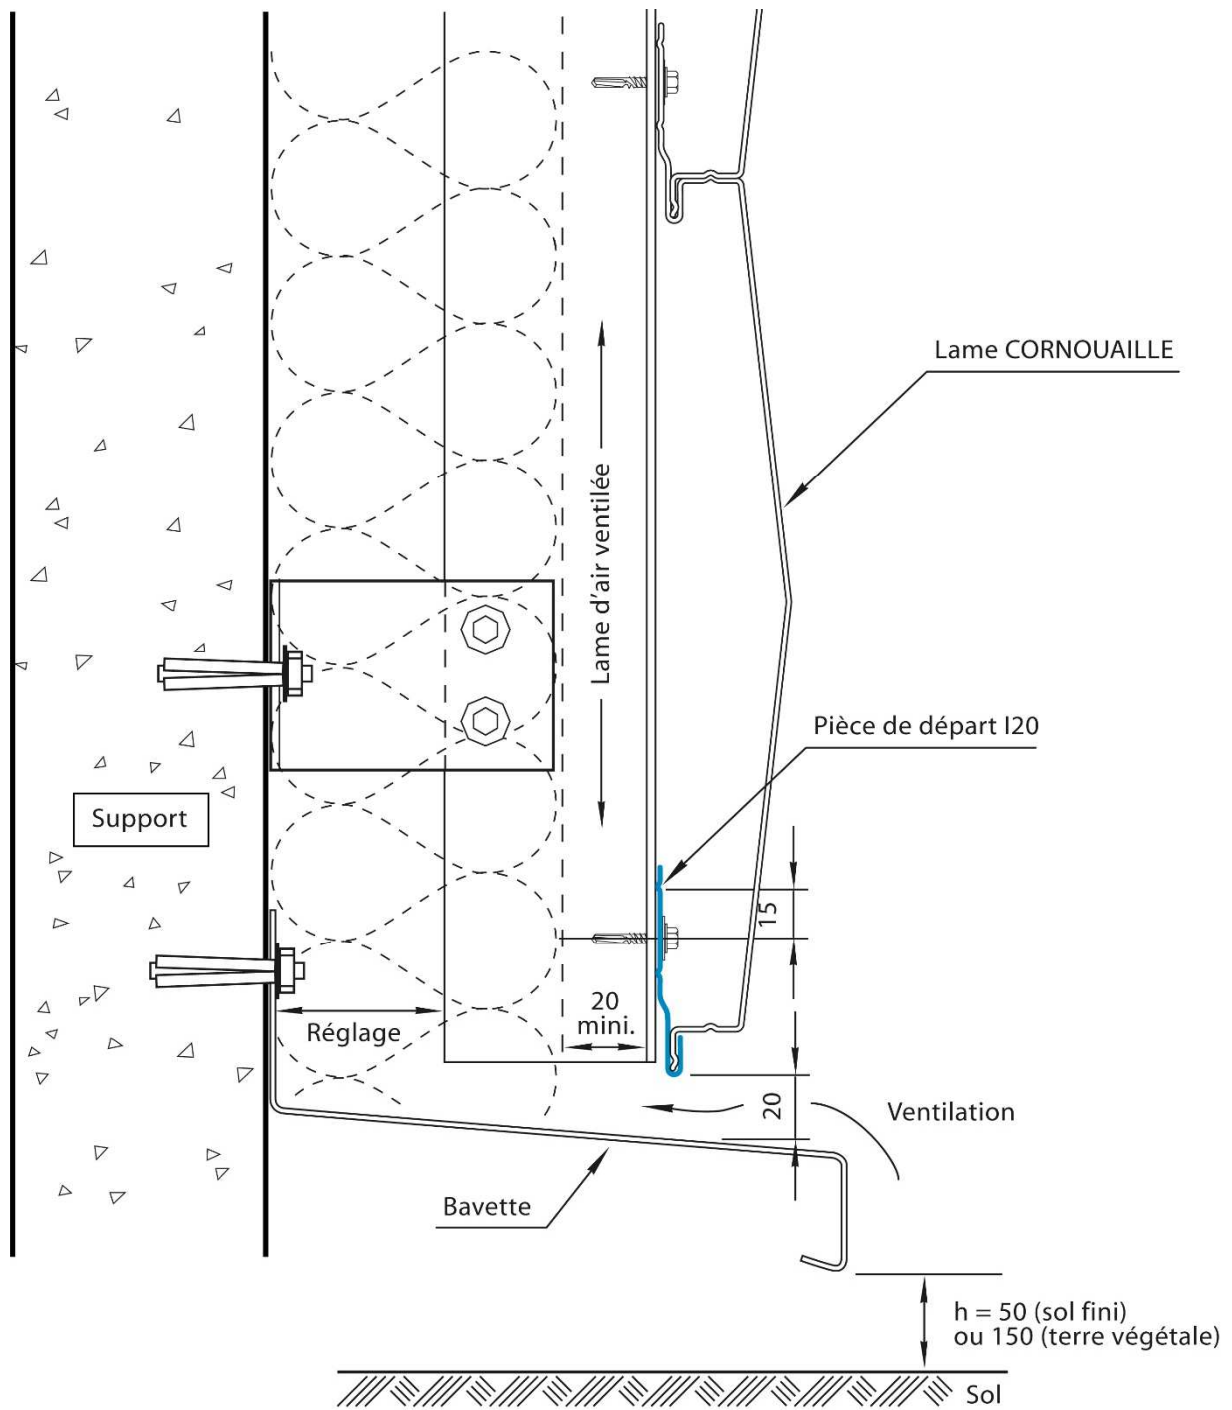 Lame CORNOUAILLE
Lame d'air ventilée
Pièce de départ I20
Support
15
20
mini.
Réglage
20
Ventilation
Bavette
h = 50 (sol fini)
ou 150 (terre végétale)
Sol